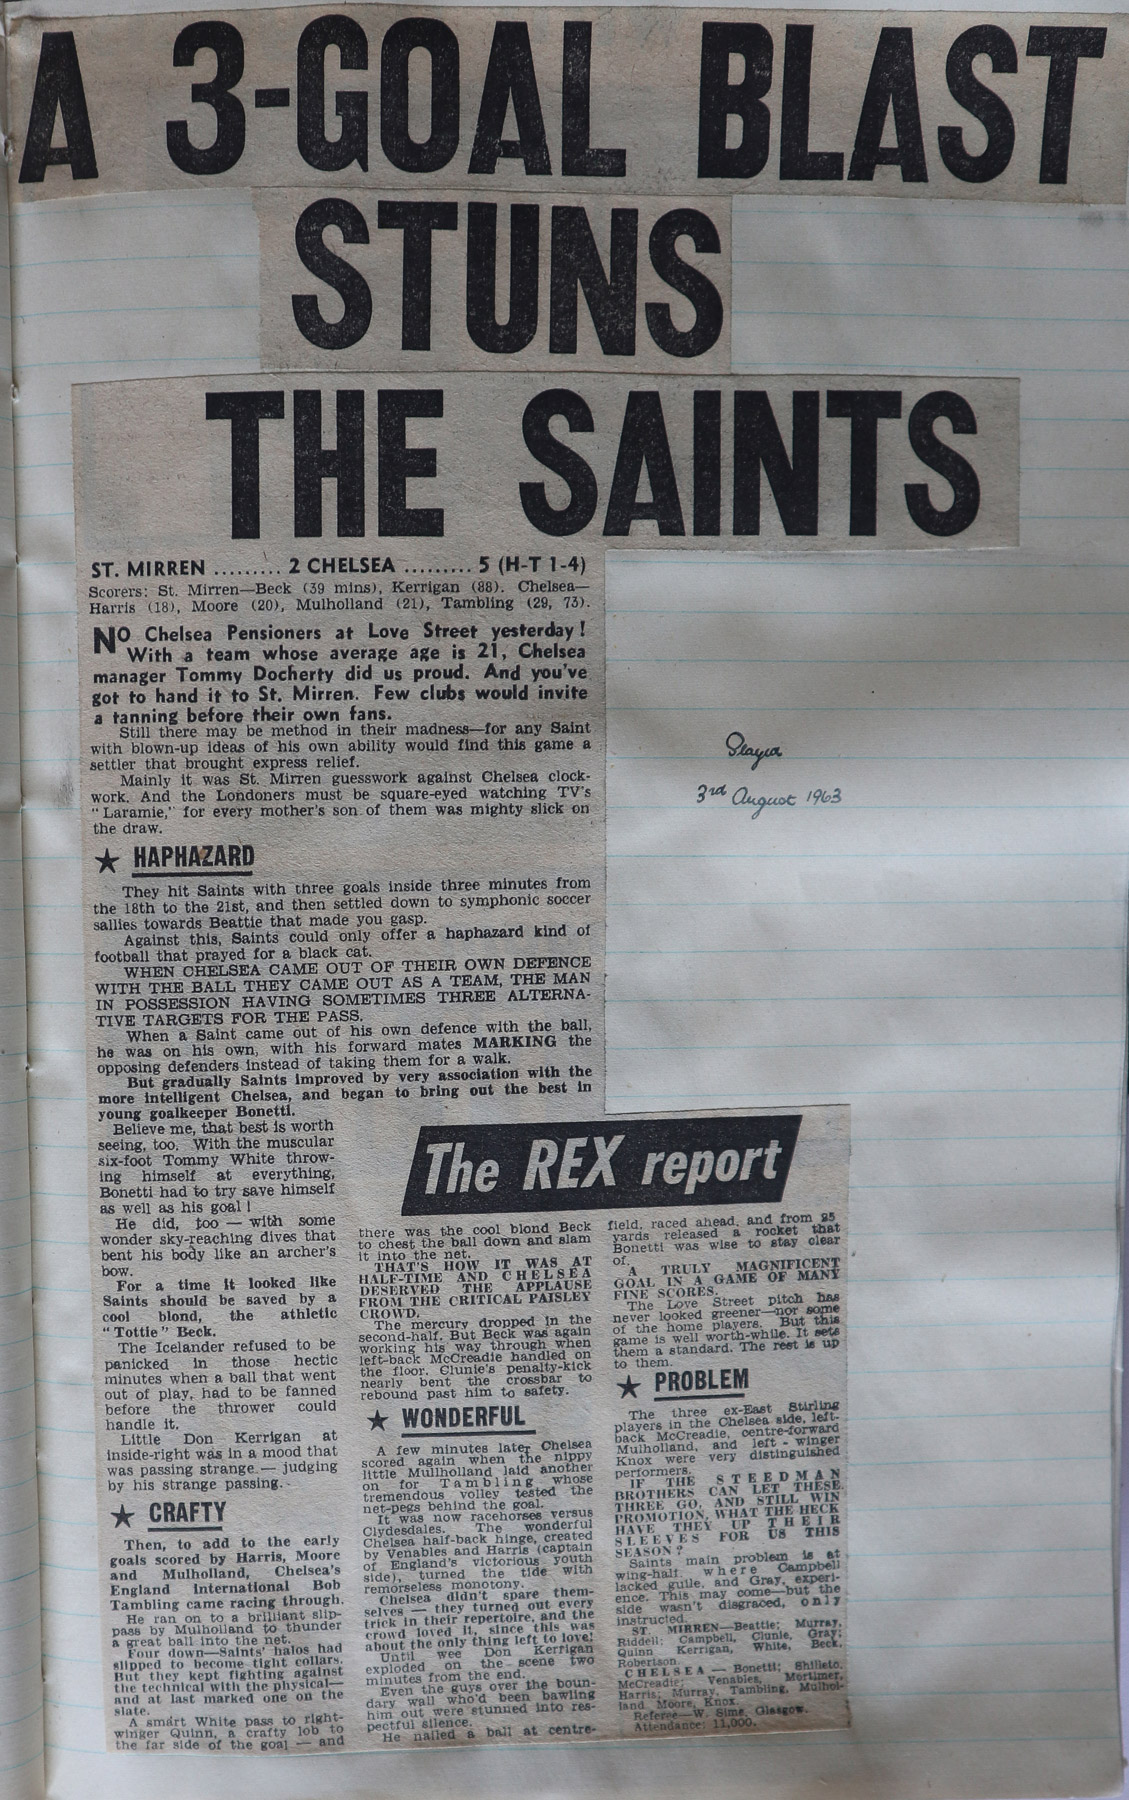 A 3-GOAL BLAST
STUNS
THE SAINTS
ST. MIRREN ......... 2 CHELSEA ......... 5 (H-T 1-4)
Scorers: St. Mirren—Beck (39 mins), Kerrigan (88). Chelsea—
Harris (18), Moore (20), Mulholland (21), Tambling (29, 73).
NO Chelsea Pensioners at Love Street yesterday!
With a team whose average age is 21, Chelsea
manager Tommy Docherty did us proud. And you've
got to hand it to St. Mirren. Few clubs would invite
a tanning before their own fans.
Still there may be method in their madness—for any Saint
with blown-up ideas of his own ability would find this game a
settler that brought express relief.
Mainly it was St. Mirren guesswork against Chelsea clock-
work. And the Londoners must be square-eyed watching TV's
"Laramie," for every mother's son of them was mighty slick on
the draw.
★ HAPHAZARD
They hit Saints with three goals inside three minutes from
the 18th to the 21st, and then settled down to symphonic soccer
sallies towards Beattie that made you gasp.
Against this, Saints could only offer a haphazard kind of
football that prayed for a black cat.
WHEN CHELSEA CAME OUT OF THEIR OWN DEFENCE
WITH THE BALL THEY CAME OUT AS A TEAM, THE MAN
IN POSSESSION HAVING SOMETIMES THREE ALTERNA-
TIVE TARGETS FOR THE PASS.
When a Saint came out of his own defence with the ball,
he was on his own, with his forward mates MARKING the
opposing defenders instead of taking them for a walk.
But gradually Saints improved by very association with the
more intelligent Chelsea, and began to bring out the best in
young goalkeeper Bonetti.
Believe me, that best is worth
seeing, too. With the muscular
six-foot Tommy White throw-
ing himself at everything,
Bonetti had to try save himself
as well as his goal!
He did, too — with some
wonder sky-reaching dives that
bent his body like an archer's
bow.
For a time it looked like
Saints should be saved by a
cool blond, the athletic
"Tottie" Beck.
The Icelander refused to be
panicked in those hectic
minutes when a ball that went
out of play, had to be fanned
before the thrower could
handle it.
Little Don Kerrigan at
inside-right was in a mood that
was passing strange — judging
by his strange passing.
★ CRAFTY
Then, to add to the early
goals scored by Harris, Moore
and Mulholland, Chelsea's
England International Bob
Tambling came racing through.
He ran on to a brilliant slip-
pass by Mulholland to thunder
a great ball into the net.
Four down—Saints' halos had
slipped to become tight collars.
But they kept fighting against
the technical with the physical—
and at last marked one on the
slate.
A smart White pass to right-
winger Quinn, a crafty lob to
the far side of the goal — and
The REX report
there was the cool blond Beck
to chest the ball down and slam
it into the net.
THAT'S HOW IT WAS AT
HALF-TIME AND CHELSEA
DESERVED THE APPLAUSE
FROM THE CRITICAL PAISLEY
CROWD.
The mercury dropped in the
second-half. But Beck was again
working his way through when
left-back McCreadie handled on
the floor. Clunie's penalty-kick
nearly bent the crossbar to
rebound past him to safety.
★ WONDERFUL
A few minutes later Chelsea
scored again when the nippy
little Mullholland laid another
on for Tambling whose
tremendous volley tested the
net-pegs behind the goal.
It was now racehorses versus
Clydesdales. The wonderful
Chelsea half-back hinge, created
by Venables and Harris (captain
of England's victorious youth
side), turned the tide with
remorseless monotony.
Chelsea didn't spare them-
selves — they turned out every
trick in their repertoire, and the
crowd loved it, since this was
about the only thing left to love!
Until wee Don Kerrigan
exploded on the scene two
minutes from the end.
Even the guys over the boun-
dary wall who'd been bawling
him out were stunned into res-
pectful silence.
He nailed a ball at centre-
field, raced ahead, and from 25
yards released a rocket that
Bonetti was wise to stay clear
of.
A TRULY MAGNIFICENT
GOAL IN A GAME OF MANY
FINE SCORES.
The Love Street pitch has
never looked greener—nor some
of the home players. But this
game is well worth-while. It sets
them a standard. The rest is up
to them.
★ PROBLEM
The three ex-East Stirling
players in the Chelsea side, left-
back McCreadie, centre-forward
Mulholland, and left-winger
Knox were very distinguished
performers.
IF THE STEEDMAN
BROTHERS CAN LET THESE
THREE GO, AND STILL WIN
PROMOTION, WHAT THE HECK
HAVE THEY UP THEIR
SLEEVES FOR US THIS
SEASON?
Saints main problem is at
wing-half, where Campbell
lacked guile, and Gray, experi-
ence. This may come—but the
side wasn't disgraced, only
instructed.
ST. MIRREN—Beattie; Murray,
Riddell; Campbell, Clunie, Gray;
Quinn Kerrigan, White, Beck,
Robertson.
CHELSEA — Bonetti; Shilleto,
McCreadie; Venables, Mortimer,
Harris; Murray, Tambling, Mulhol-
land, Moore, Knox.
Referee—W. Sime, Glasgow.
Attendance: 11,000.
3rd August 1963